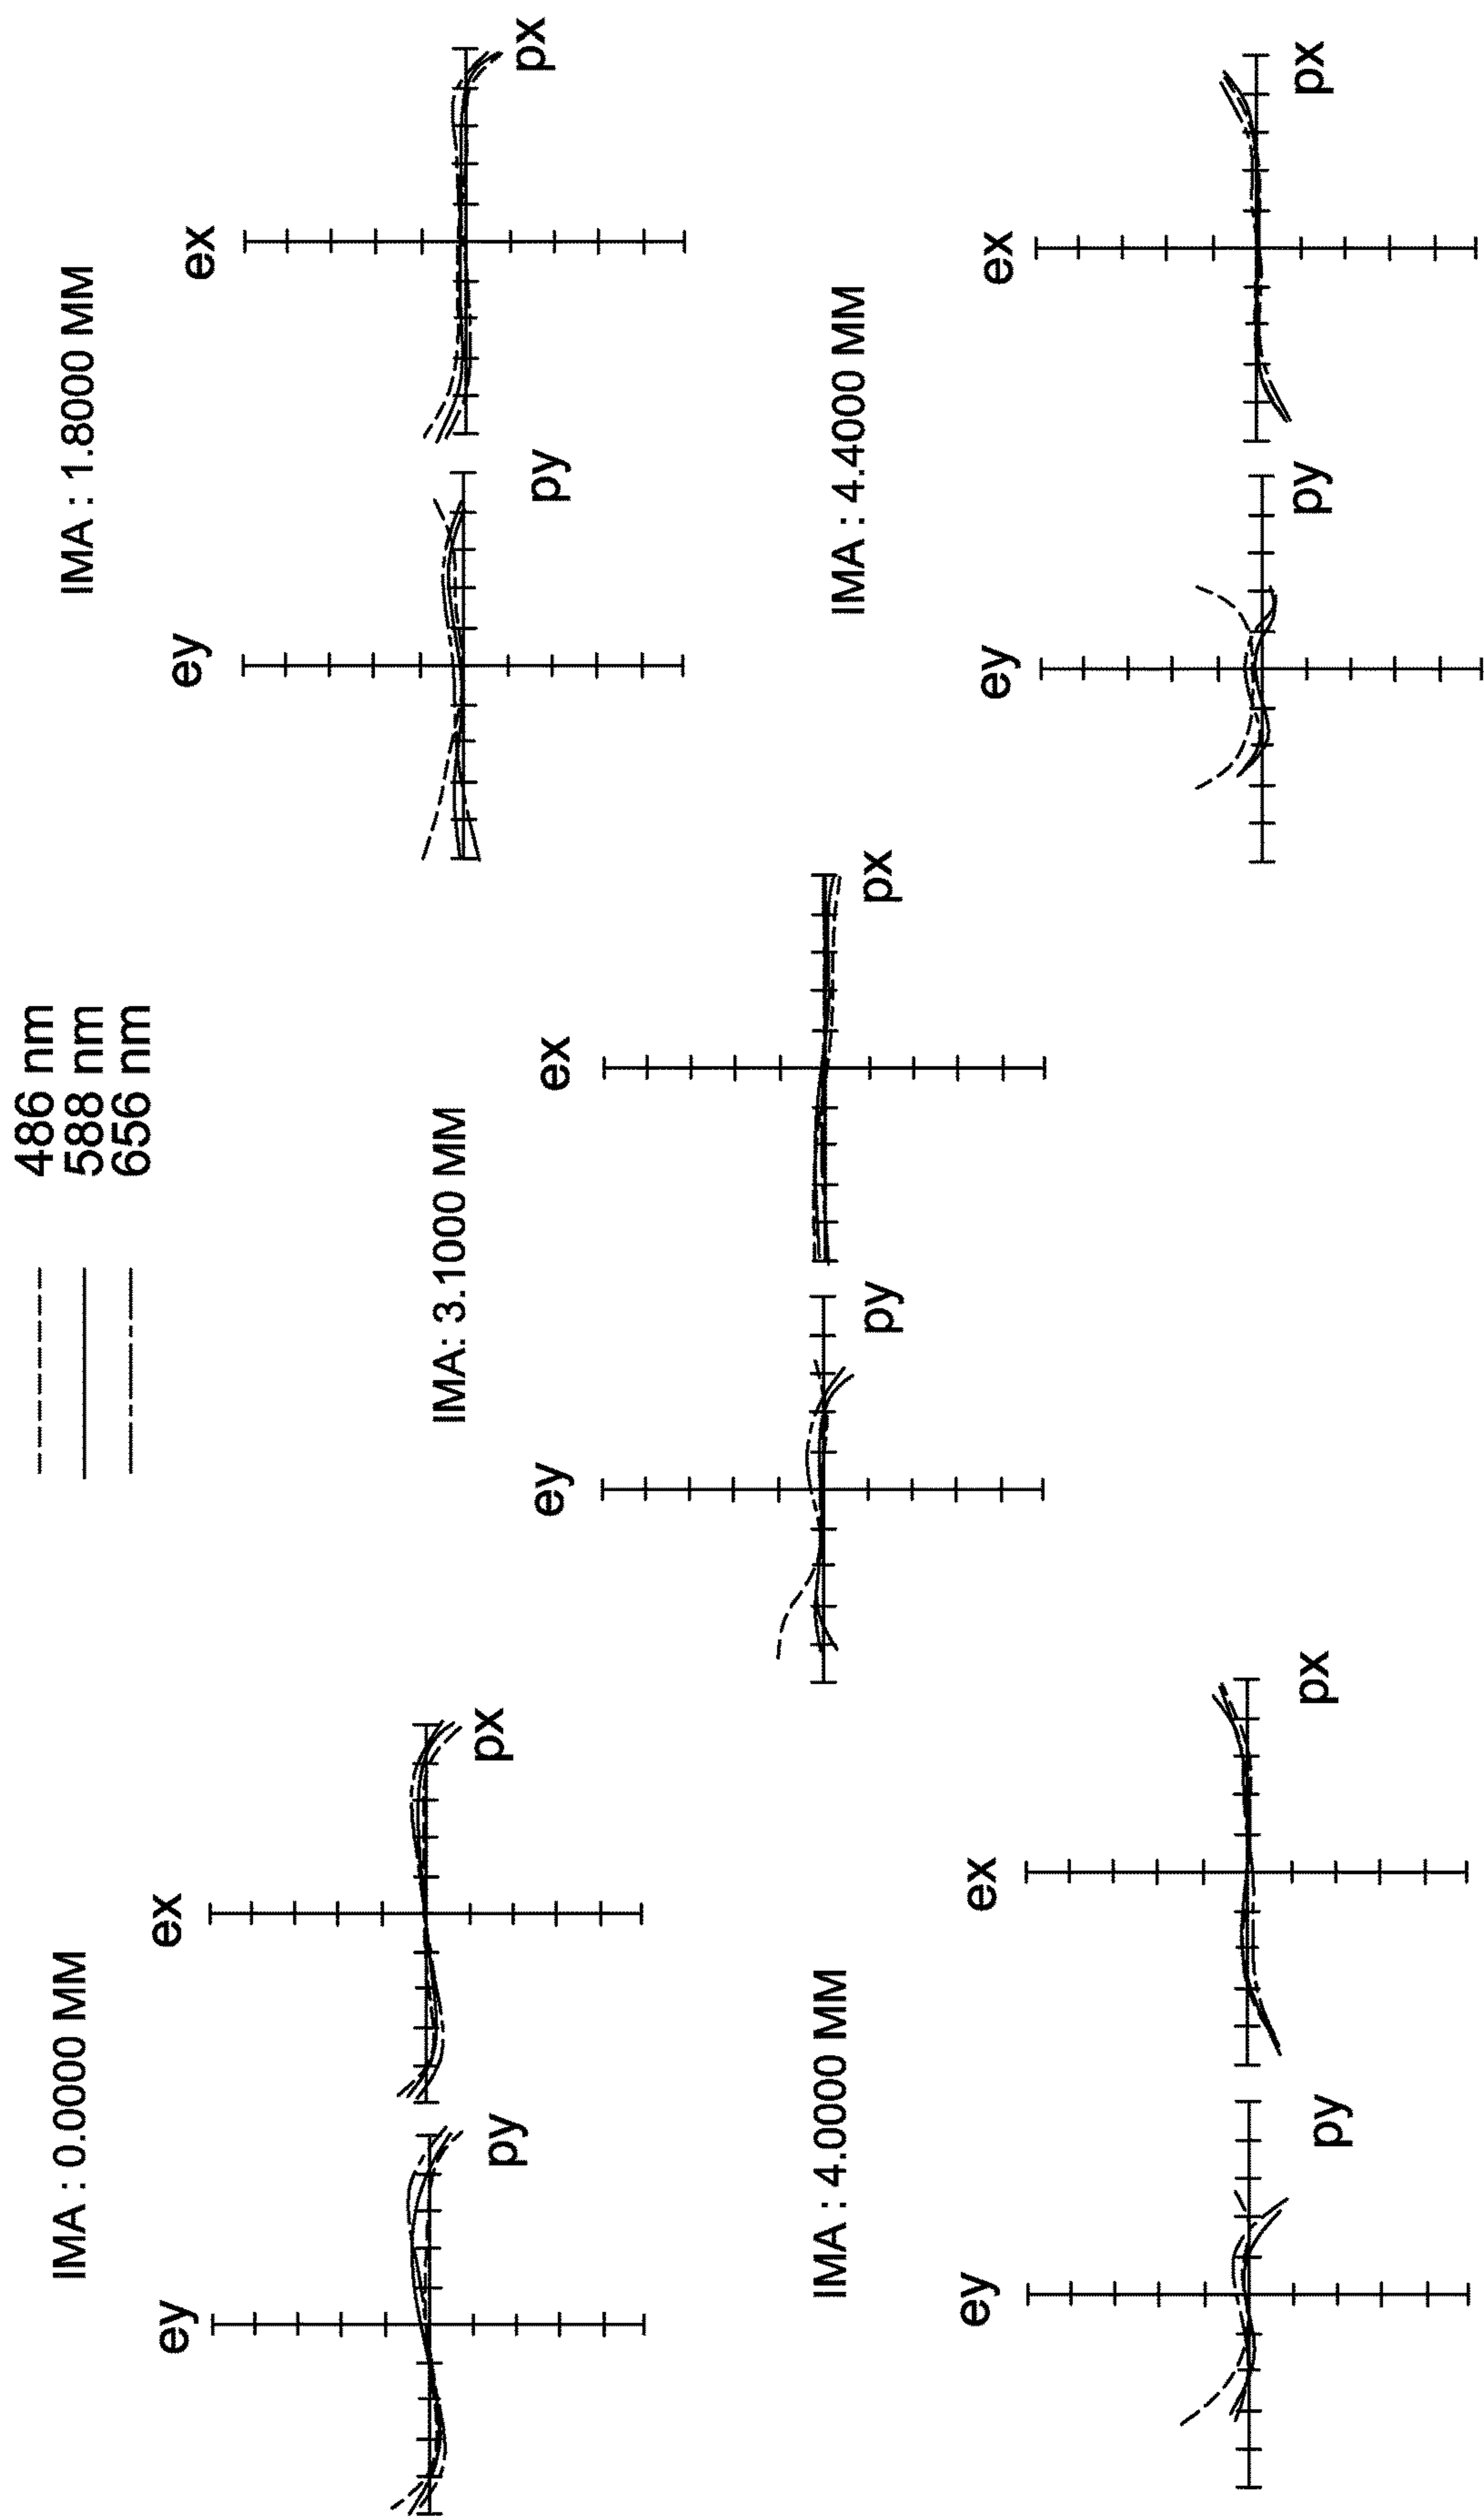 486 nm
588 nm
656 nm
IMA : 0.0000 MM
ey
py
ex
px
IMA : 1.8000 MM
ey
py
ex
px
IMA: 3.1000 MM
ey
py
ex
px
IMA : 4.0000 MM
ey
py
ex
px
IMA : 4.4000 MM
ey
py
ex
px